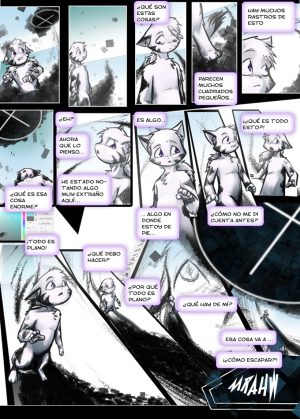 ¿QUÉ SON
ESTAS
COSAS?
HAY MUCHOS
RASTROS DE
ESTO
PARECEN
MUCHOS
CUADRADOS
PEQUEÑOS.
¿EH?
AHORA
QUE LO
PIENSO...
HE ESTADO NO-
TANDO ALGO
MUY EXTRAÑO
AQUÍ...
ES ALGO...
¿QUÉ ES TODO
ESTO?!
¿QUÉ ES ESA
COSA
ENORME?
... ALGO EN
DONDE
ESTOY DE
PIE...
¿CÓMO NO ME DI
CUENTA ANTES?
¡TODO ES
PLANO!
¿QUÉ DEBO
HACER?
¿POR QUÉ
TODO ES
PLANO?
¿QUÉ HAY DE MÍ?
ESA COSA VA A ...
¡¿CÓMO ESCAPAR?!